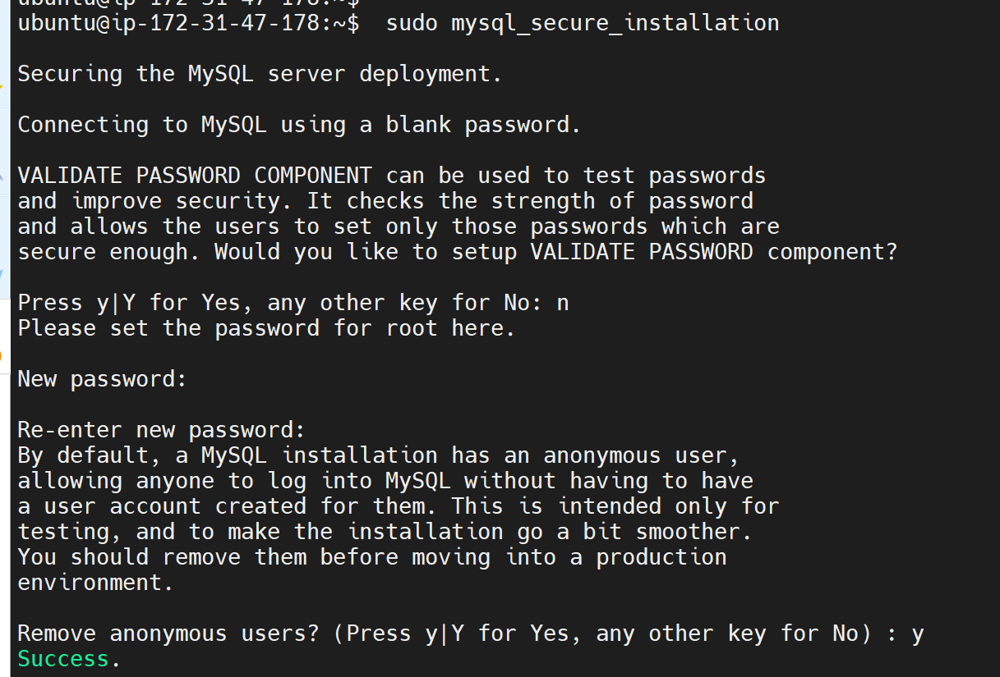 ubuntu@ip-172-31-47-178:~$
ubuntu@ip-172-31-47-178:~$  sudo mysql_secure_installation
Securing the MySQL server deployment.
Connecting to MySQL using a blank password.
VALIDATE PASSWORD COMPONENT can be used to test passwords
and improve security. It checks the strength of password
and allows the users to set only those passwords which are
secure enough. Would you like to setup VALIDATE PASSWORD component?
Press y|Y for Yes, any other key for No: n
Please set the password for root here.
New password:
Re-enter new password:
By default, a MySQL installation has an anonymous user,
allowing anyone to log into MySQL without having to have
a user account created for them. This is intended only for
testing, and to make the installation go a bit smoother.
You should remove them before moving into a production
environment.
Remove anonymous users? (Press y|Y for Yes, any other key for No) : y
Success.